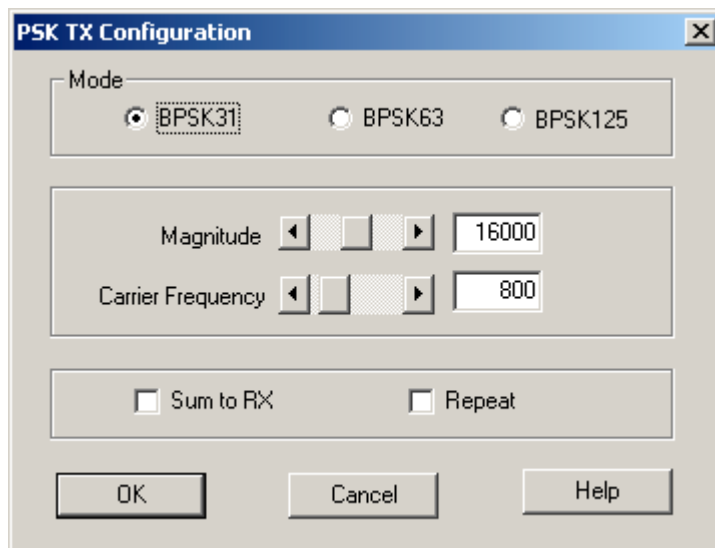 PSK TX Configuration
Mode
BPSK31 BPSK63 BPSK125
Magnitude 16000
Carrier Frequency 800
Sum to RX Repeat
OK Cancel Help